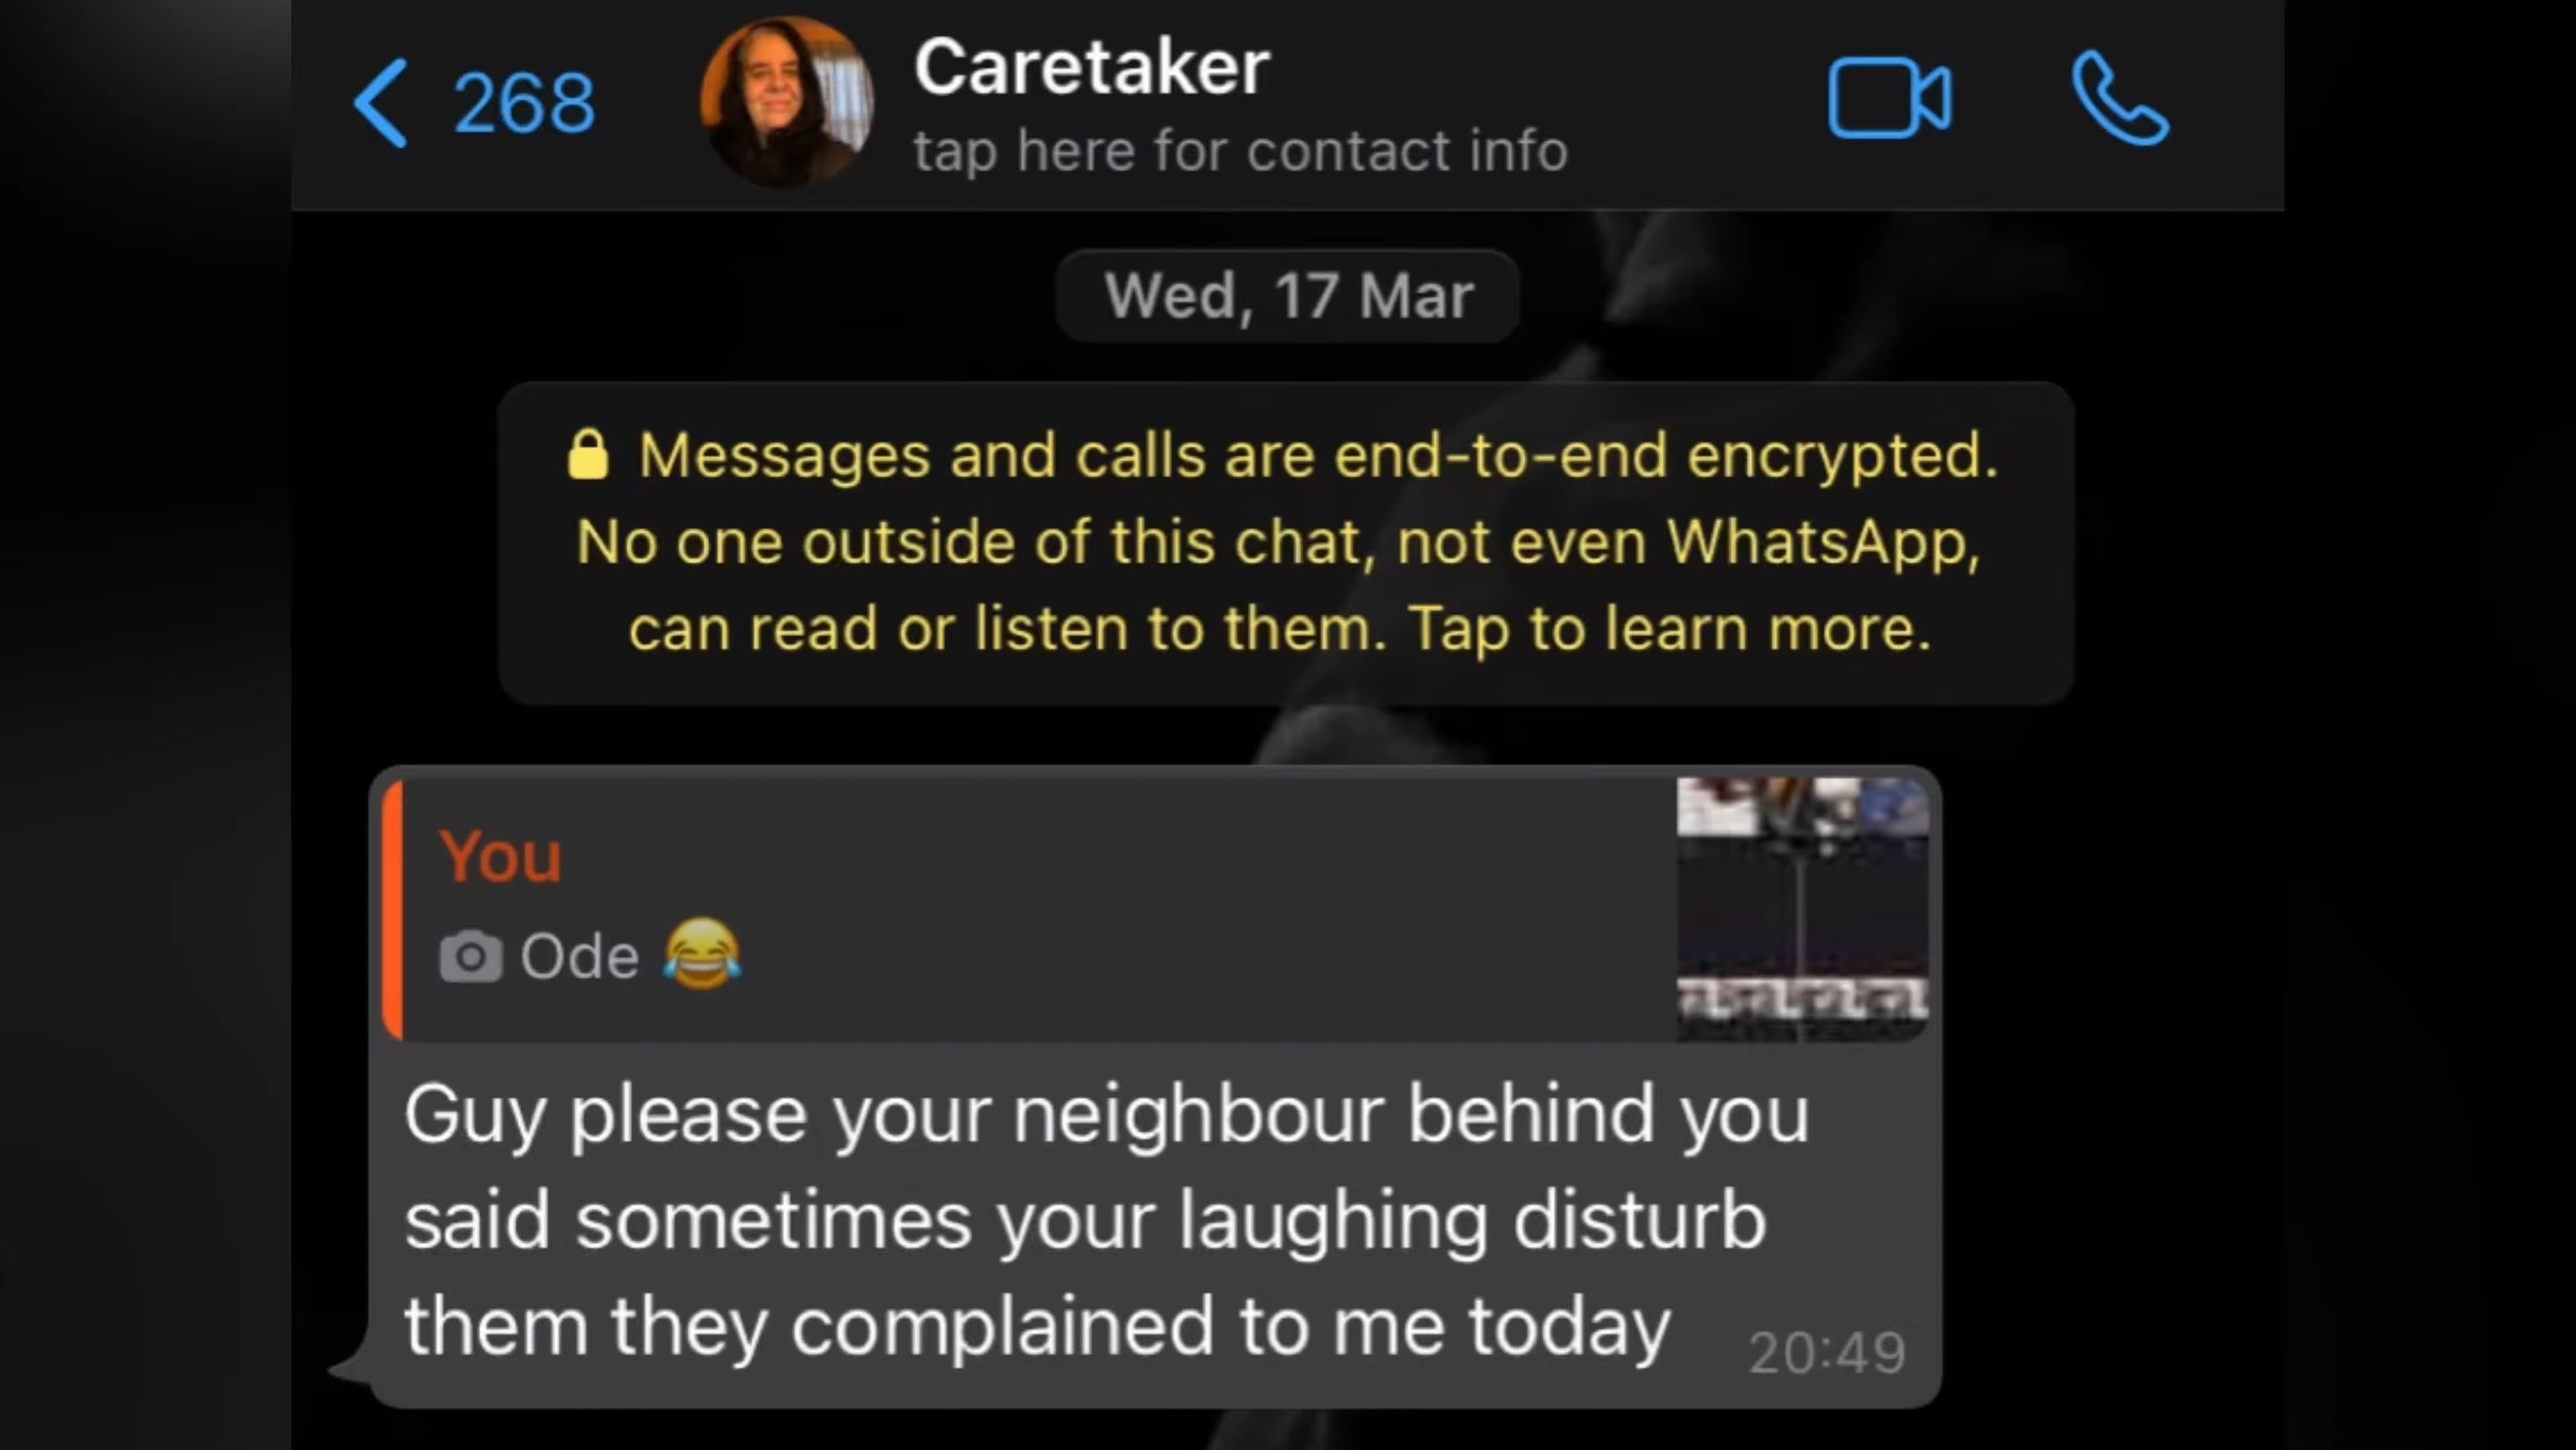 268
Caretaker
tap here for contact info
Wed, 17 Mar
🔒 Messages and calls are end-to-end encrypted.
No one outside of this chat, not even WhatsApp,
can read or listen to them. Tap to learn more.
You
Ode 😂
Guy please your neighbour behind you
said sometimes your laughing disturb
them they complained to me today
20:49